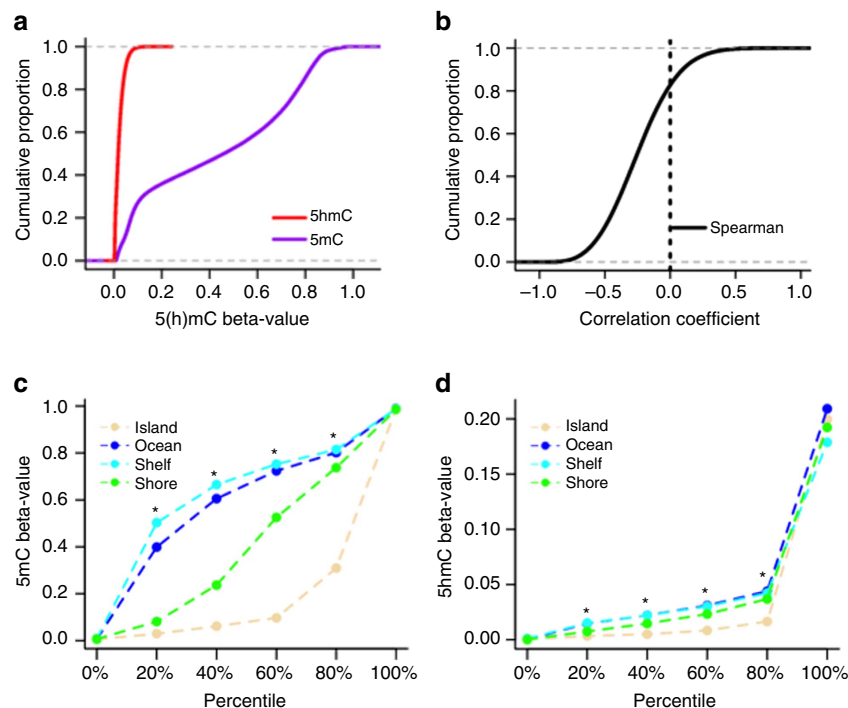 a
1.0
0.8
0.6
0.4
0.2
0.0
Cumulative proportion
5hmC
5mC
0.0 0.2 0.4 0.6 0.8 1.0
5(h)mC beta-value
b
1.0
0.8
0.6
0.4
0.2
0.0
Cumulative proportion
Spearman
−1.0 −0.5 0.0 0.5 1.0
Correlation coefficient
c
1.0
0.8
0.6
0.4
0.2
0.0
5mC beta-value
Island
Ocean
Shelf
Shore
* * * *
0% 20% 40% 60% 80% 100%
Percentile
d
0.20
0.15
0.10
0.05
0.00
5hmC beta-value
Island
Ocean
Shelf
Shore
* * * *
0% 20% 40% 60% 80% 100%
Percentile